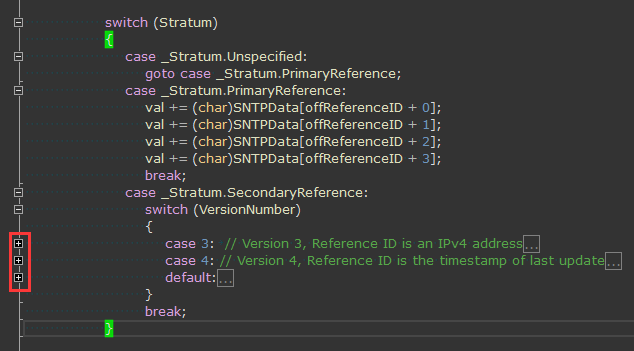 switch (Stratum)
{
case _Stratum.Unspecified:
goto case _Stratum.PrimaryReference;
case _Stratum.PrimaryReference:
val += (char)SNTPData[offReferenceID + 0];
val += (char)SNTPData[offReferenceID + 1];
val += (char)SNTPData[offReferenceID + 2];
val += (char)SNTPData[offReferenceID + 3];
break;
case _Stratum.SecondaryReference:
switch (VersionNumber)
{
case 3:  // Version 3, Reference ID is an IPv4 address...
case 4: // Version 4, Reference ID is the timestamp of last update...
default:...
}
break;
}